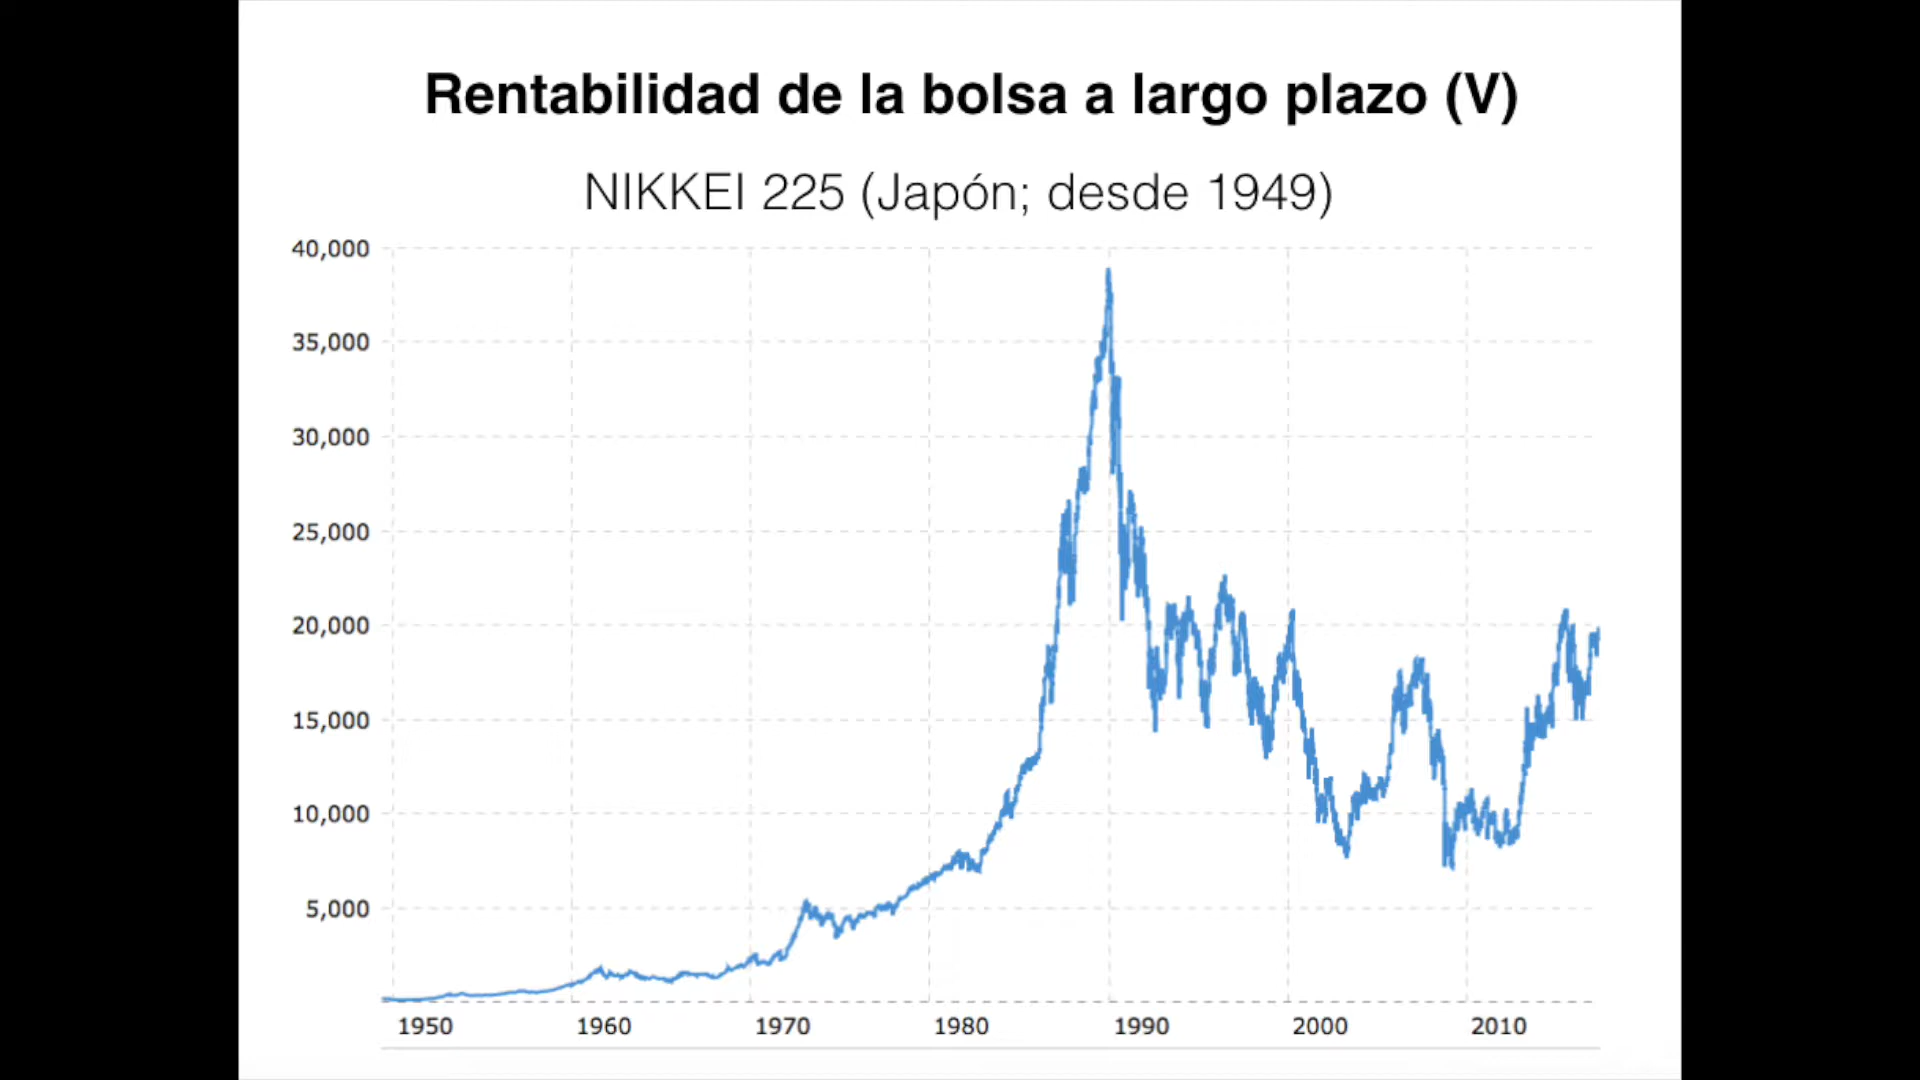 Rentabilidad de la bolsa a largo plazo (V)
NIKKEI 225 (Japón; desde 1949)
40,000
35,000
30,000
25,000
20,000
15,000
10,000
5,000
1950 1960 1970 1980 1990 2000 2010